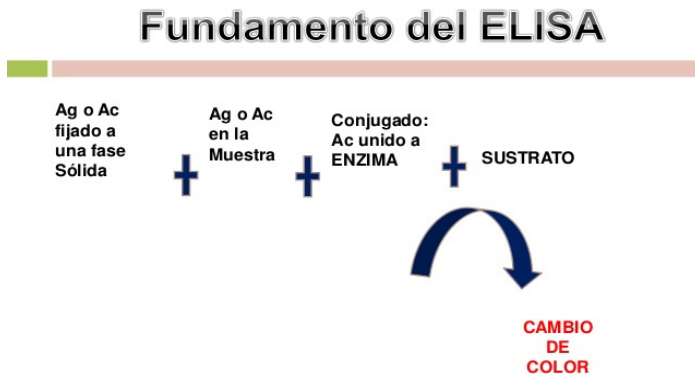 Fundamento del ELISA
Ag o Ac
fijado a
una fase
Sólida
Ag o Ac
en la
Muestra
Conjugado:
Ac unido a
ENZIMA
SUSTRATO
CAMBIO
DE
COLOR